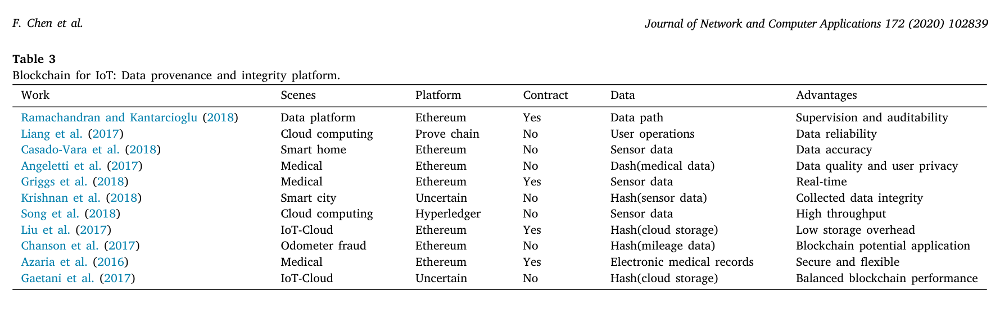 F. Chen et al. Journal of Network and Computer Applications 172 (2020) 102839
Table 3
Blockchain for IoT: Data provenance and integrity platform.
Work Scenes Platform Contract Data Advantages
Ramachandran and Kantarcioglu (2018) Data platform Ethereum Yes Data path Supervision and auditability
Liang et al. (2017) Cloud computing Prove chain No User operations Data reliability
Casado-Vara et al. (2018) Smart home Ethereum No Sensor data Data accuracy
Angeletti et al. (2017) Medical Ethereum No Dash(medical data) Data quality and user privacy
Griggs et al. (2018) Medical Ethereum Yes Sensor data Real-time
Krishnan et al. (2018) Smart city Uncertain No Hash(sensor data) Collected data integrity
Song et al. (2018) Cloud computing Hyperledger No Sensor data High throughput
Liu et al. (2017) IoT-Cloud Ethereum Yes Hash(cloud storage) Low storage overhead
Chanson et al. (2017) Odometer fraud Ethereum No Hash(mileage data) Blockchain potential application
Azaria et al. (2016) Medical Ethereum Yes Electronic medical records Secure and flexible
Gaetani et al. (2017) IoT-Cloud Uncertain No Hash(cloud storage) Balanced blockchain performance